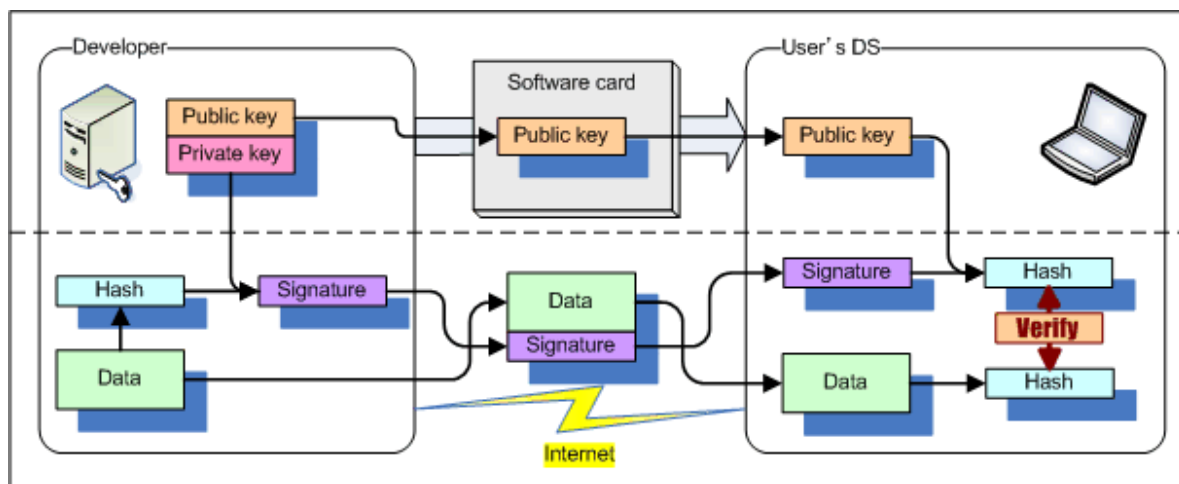 Developer
User's DS
Software card
Public key
Private key
Public key
Public key
Hash
Signature
Data
Data
Signature
Signature
Hash
Verify
Data
Hash
Internet